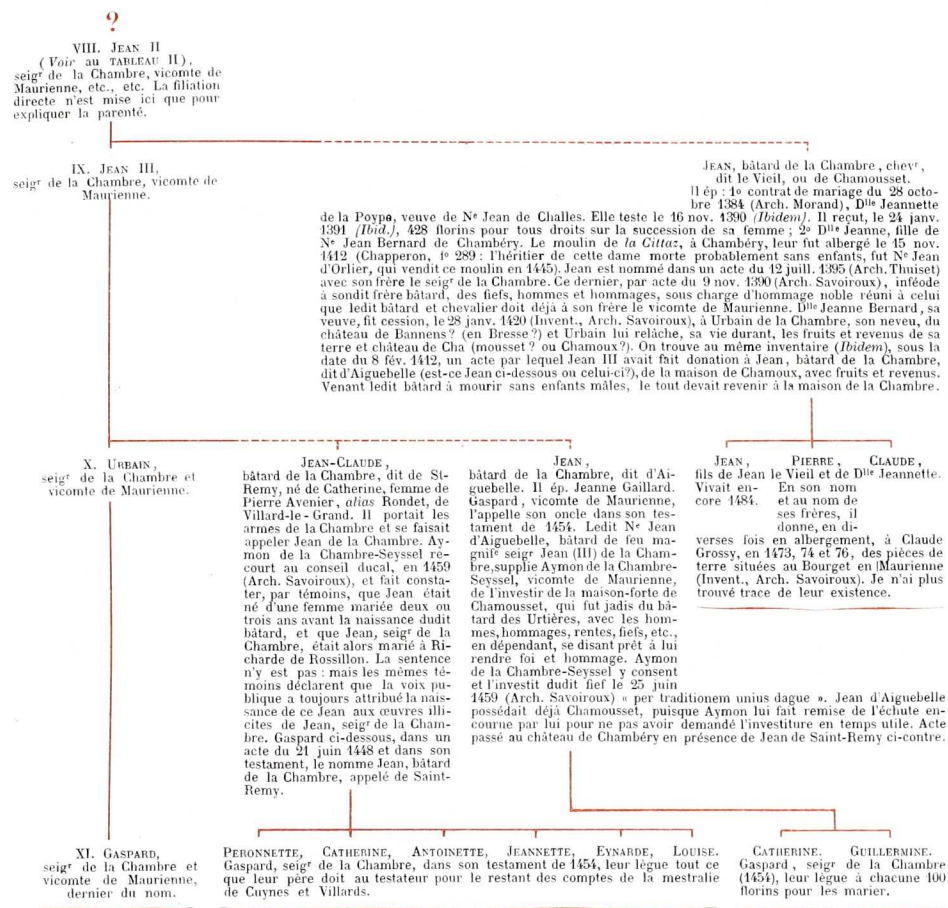 ?
VIII. JEAN II
(Voir au TABLEAU II),
seigr de la Chambre, vicomte de
Maurienne, etc., etc. La filiation
directe n'est mise ici que pour
expliquer la parenté.
IX. JEAN III,
seigr de la Chambre, vicomte de
Maurienne.
JEAN, bâtard de la Chambre, chevr,
dit le Vieil, ou de Chamousset.
Il ép : 1o contrat de mariage du 28 octo-
bre 1384 (Arch. Morand), Dlle Jeannette
de la Poype, veuve de Ne Jean de Challes. Elle teste le 16 nov. 1390 (Ibidem). Il reçut, le 24 janv.
1391 (Ibid.), 428 florins pour tous droits sur la succession de sa femme ; 2o Dlle Jeanne, fille de
Ne Jean Bernard de Chambéry. Le moulin de la Cittaz, à Chambéry, leur fut albergé le 15 nov.
1412 (Chapperon, fo 289 : l'héritier de cette dame morte probablement sans enfants, fut Ne Jean
d'Orlier, qui vendit ce moulin en 1445). Jean est nommé dans un acte du 12 juill. 1395 (Arch. Thuiset)
avec son frère le seigr de la Chambre. Ce dernier, par acte du 9 nov. 1390 (Arch. Savoiroux), inféode
à sondit frère bâtard, des fiefs, hommes et hommages, sous charge d'hommage noble réuni à celui
que ledit bâtard et chevalier doit déjà à son frère le vicomte de Maurienne. Dlle Jeanne Bernard, sa
veuve, fit cession, le 28 janv. 1420 (Invent., Arch. Savoiroux), à Urbain de la Chambre, son neveu, du
château de Bannens ? (en Bresse ?) et Urbain lui relâche, sa vie durant, les fruits et revenus de sa
terre et château de Cha (mousset ? ou Chamoux ?). On trouve au même inventaire (Ibidem), sous la
date du 8 fév. 1412, un acte par lequel Jean III avait fait donation à Jean, bâtard de la Chambre,
dit d'Aiguebelle (est-ce Jean ci-dessous ou celui-ci?), de la maison de Chamoux, avec fruits et revenus.
Venant ledit bâtard à mourir sans enfants mâles, le tout devait revenir à la maison de la Chambre.
X. URBAIN,
seigr de la Chambre et
vicomte de Maurienne.
JEAN-CLAUDE,
bâtard de la Chambre, dit de St-
Remy, né de Catherine, femme de
Pierre Avenier, alias Rondet, de
Villard-le-Grand. Il portait les
armes de la Chambre et se faisait
appeler Jean de la Chambre. Ay-
mon de la Chambre-Seyssel re-
court au conseil ducal, en 1459
(Arch. Savoiroux), et fait consta-
ter, par témoins, que Jean était
né d'une femme mariée deux ou
trois ans avant la naissance dudit
bâtard, et que Jean, seigr de la
Chambre, était alors marié à Ri-
charde de Rossillon. La sentence
n'y est pas : mais les mêmes té-
moins déclarent que la voix pu-
blique a toujours attribué la nais-
sance de ce Jean aux œuvres illi-
cites de Jean, seigr de la Cham-
bre. Gaspard ci-dessous, dans un
acte du 21 juin 1448 et dans son
testament, le nomme Jean, bâtard
de la Chambre, appelé de Saint-
Remy.
JEAN,
bâtard de la Chambre, dit d'Ai-
guebelle. Il ép. Jeanne Gaillard.
Gaspard, vicomte de Maurienne,
l'appelle son oncle dans son tes-
tament de 1454. Ledit Ne Jean
d'Aiguebelle, bâtard de feu ma-
gnife seigr Jean (III) de la Cham-
bre, supplie Aymon de la Chambre-
Seyssel, vicomte de Maurienne,
de l'investir de la maison-forte de
Chamousset, qui fut jadis du bâ-
tard des Urtières, avec les hom-
mes, hommages, rentes, fiefs, etc.,
en dépendant, se disant prêt à lui
rendre foi et hommage. Aymon
de la Chambre-Seyssel y consent
et l'investit dudit fief le 25 juin
1459 (Arch. Savoiroux) « per traditionem unius dague ». Jean d'Aiguebelle
possédait déjà Chamousset, puisque Aymon lui fait remise de l'échute en-
courne par lui pour ne pas avoir demandé l'investiture en temps utile. Acte
passé au château de Chambéry en présence de Jean de Saint-Remy ci-contre.
JEAN, PIERRE, CLAUDE,
fils de Jean le Vieil et de Dlle Jeannette.
Vivait en-
core 1484.
En son nom
et au nom de
ses frères, il
donne, en di-
verses fois en albergement, à Claude
Grossy, en 1473, 74 et 76, des pièces de
terre situées au Bourget en Maurienne
(Invent., Arch. Savoiroux). Je n'ai plus
trouvé trace de leur existence.
XI. GASPARD,
seigr de la Chambre et
vicomte de Maurienne,
dernier du nom.
PERONNETTE, CATHERINE, ANTOINETTE, JEANNETTE, EYNARDE, LOUISE.
Gaspard, seigr de la Chambre, dans son testament de 1454, leur lègue tout ce
que leur père doit au testateur pour le restant des comptes de la mestralie
de Cuynes et Villards.
CATHERINE. GUILLERMINE.
Gaspard, seigr de la Chambre
(1454), leur lègue à chacune 100
florins pour les marier.